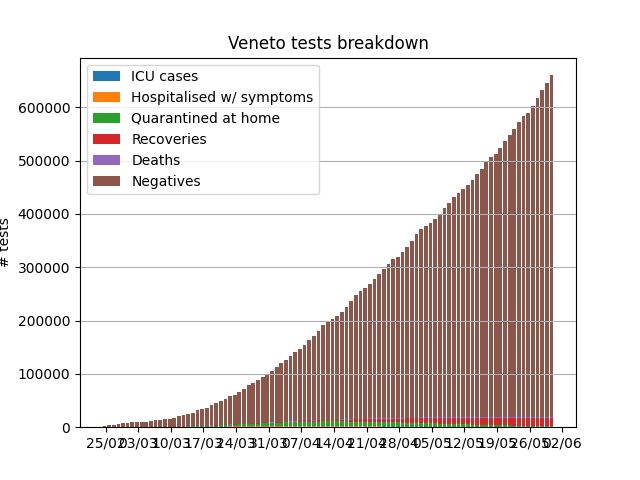 Veneto tests breakdown
ICU cases
Hospitalised w/ symptoms
Quarantined at home
Recoveries
Deaths
Negatives
# tests
600000
500000
400000
300000
200000
100000
0
25/02 03/03 10/03 17/03 24/03 31/03 07/04 14/04 21/04 28/04 05/05 12/05 19/05 26/05 02/06